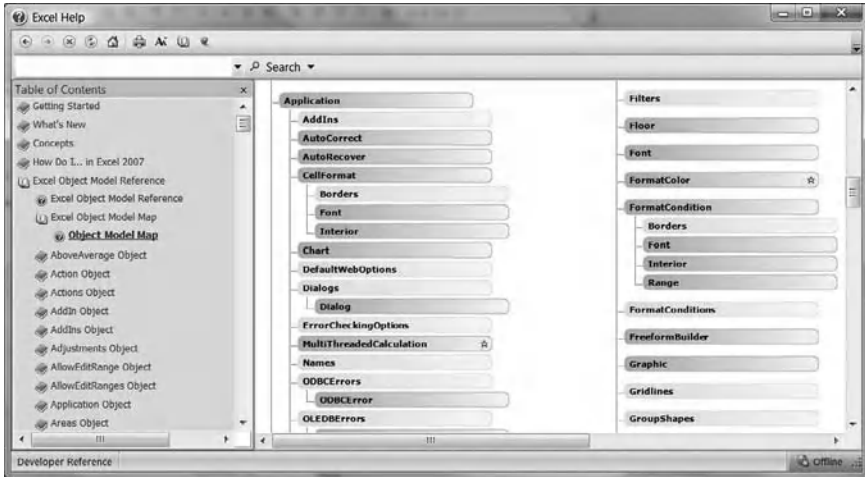 Excel Help
Search
Table of Contents
Getting Started
What's New
Concepts
How Do I... in Excel 2007
Excel Object Model Reference
Excel Object Model Reference
Excel Object Model Map
Object Model Map
AboveAverage Object
Action Object
Actions Object
AddIn Object
AddIns Object
Adjustments Object
AllowEditRange Object
AllowEditRanges Object
Application Object
Areas Object
Application
AddIns
AutoCorrect
AutoRecover
CellFormat
Borders
Font
Interior
Chart
DefaultWebOptions
Dialogs
Dialog
ErrorCheckingOptions
MultiThreadedCalculation
Names
ODBCErrors
ODBCError
OLEDBErrors
Filters
Floor
Font
FormatColor
FormatCondition
Borders
Font
Interior
Range
FormatConditions
FreeformBuilder
Graphic
Gridlines
GroupShapes
Developer Reference
Offline